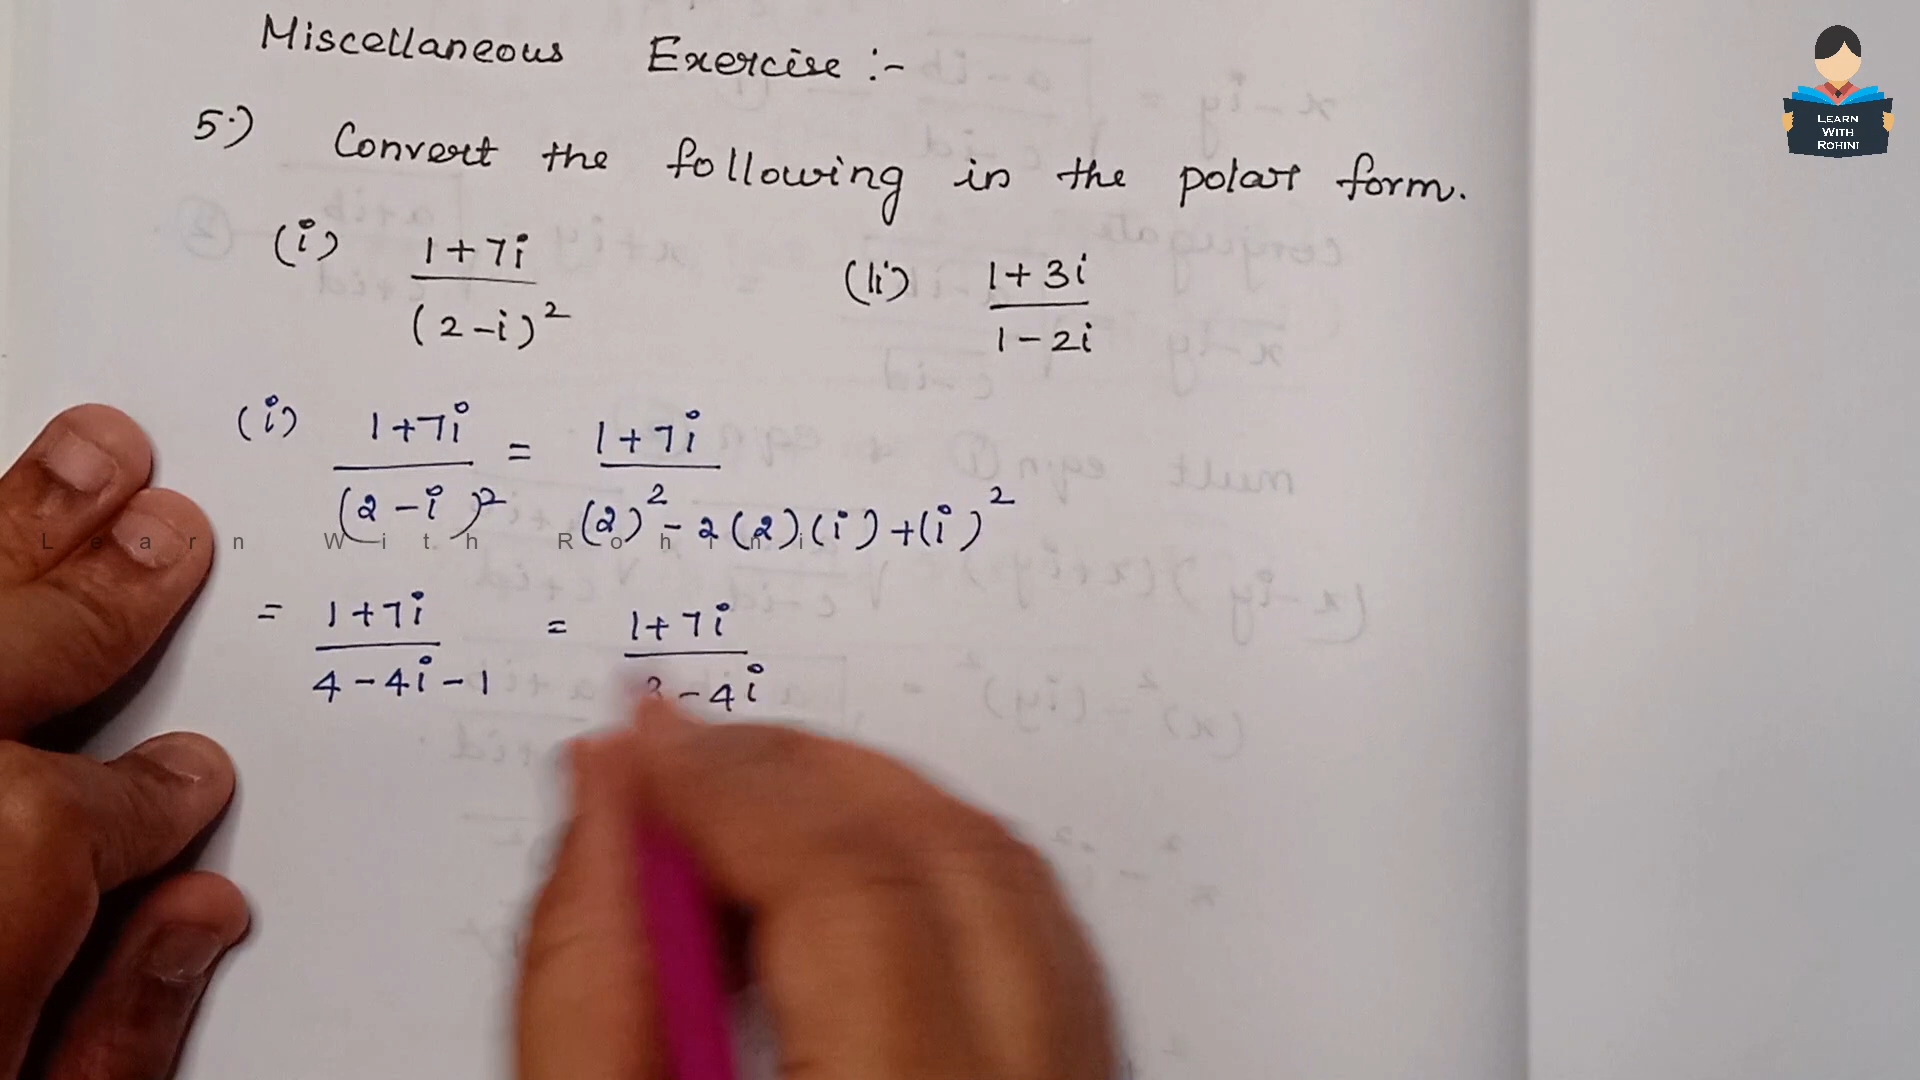 Miscellaneous Exercise :-
5.) Convert the following in the polar form.
(i) 1+7i / (2-i)² (ii) 1+3i / 1-2i
(i) 1+7i / (2-i)² = 1+7i / (2)² - 2(2)(i) + (i)²
= 1+7i / 4-4i-1 = 1+7i / 3-4i
Learn With Rohini
LEARN
WITH
ROHINI